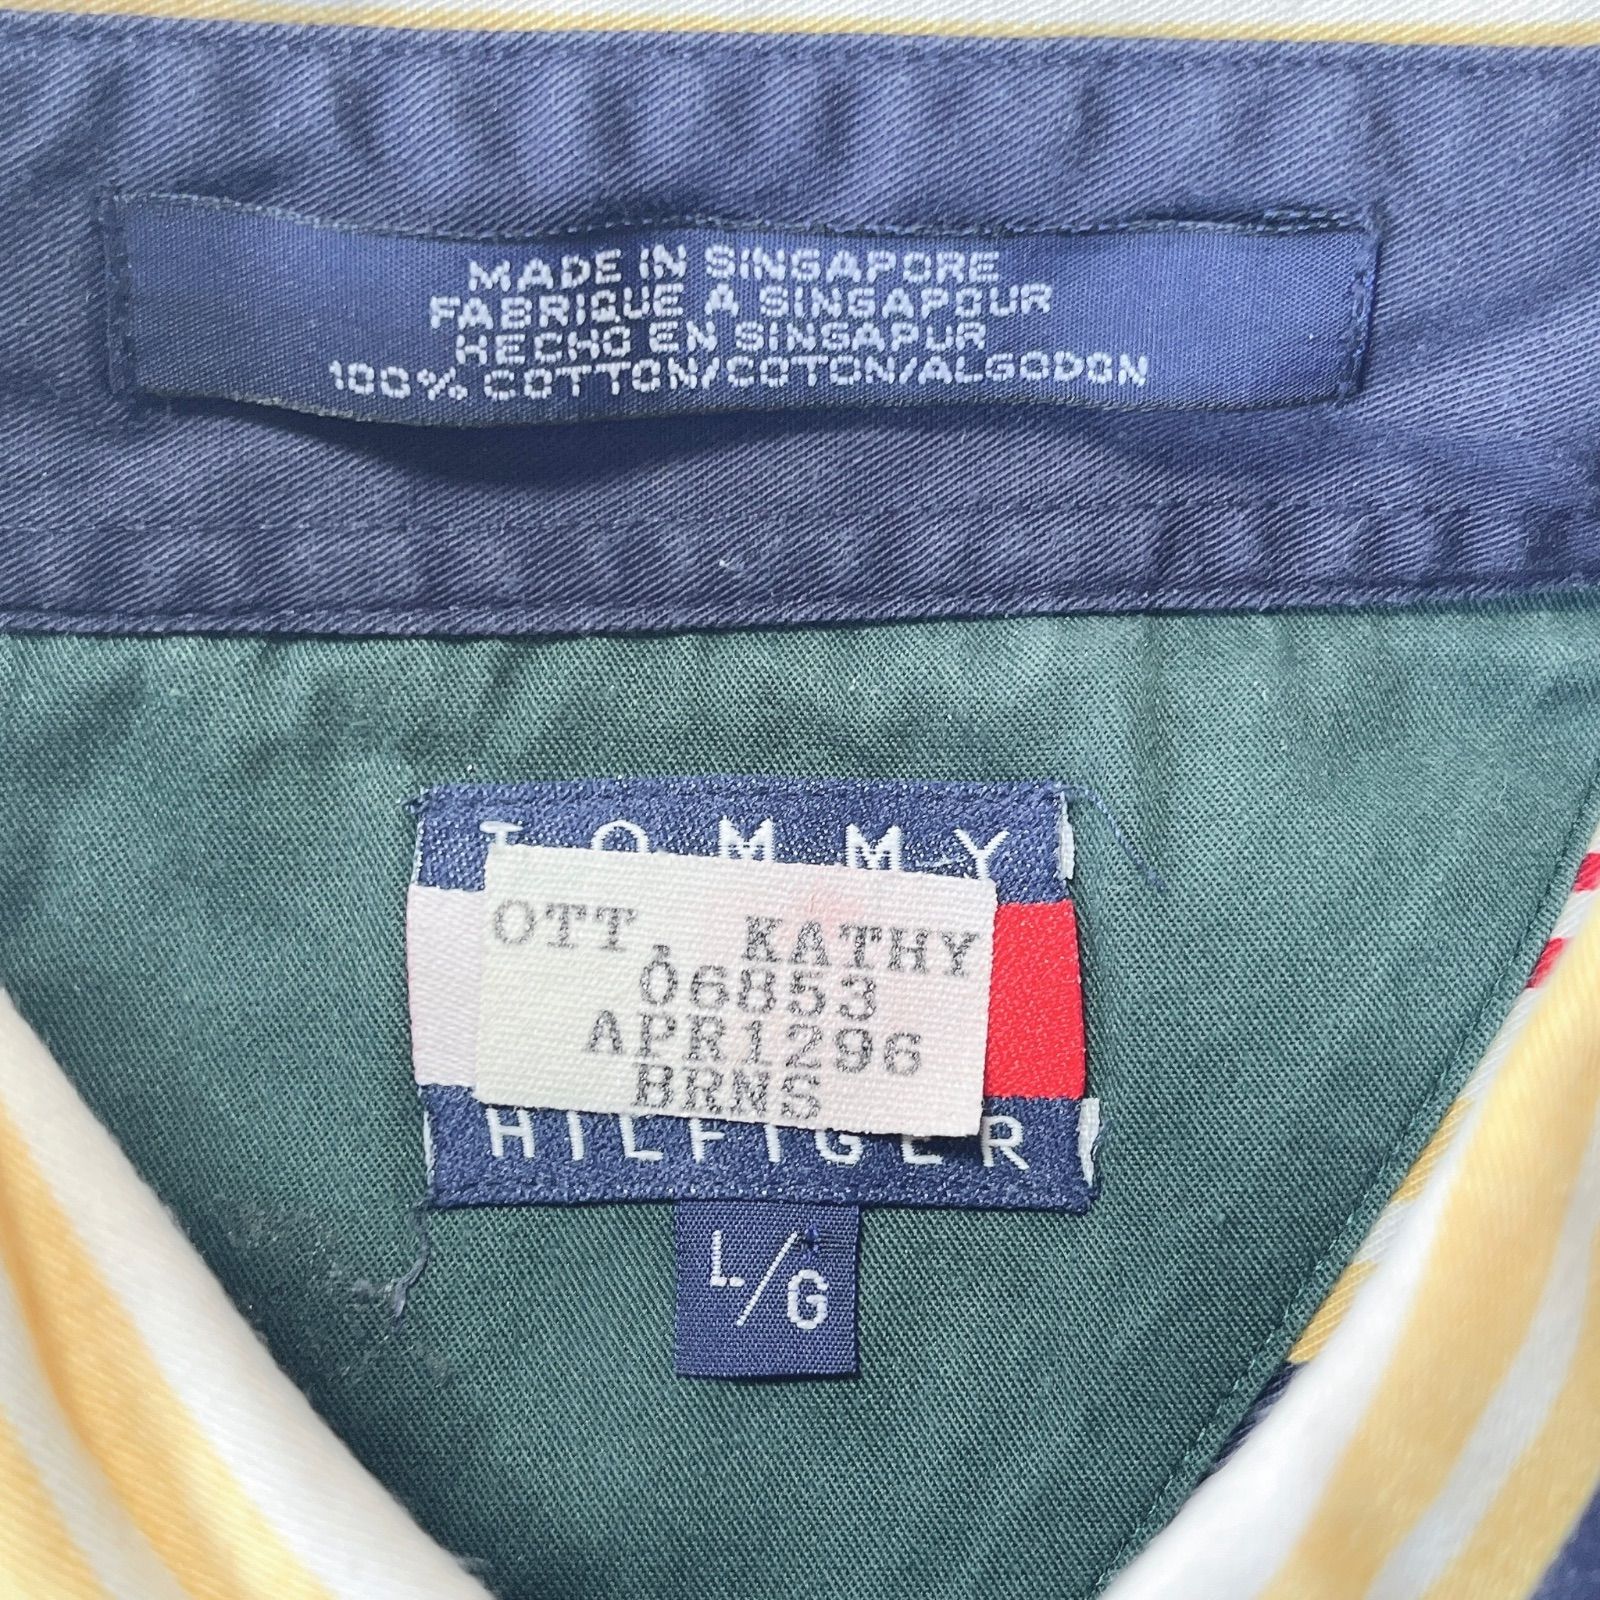 MADE IN SINGAPORE
FABRIQUE A SINGAPOUR
HECHO EN SINGAPUR
100% COTTON/COTON/ALGODON
TOMMY
OTT, KATHY
06853
APR1296
BRNS
HILFIGER
L/G